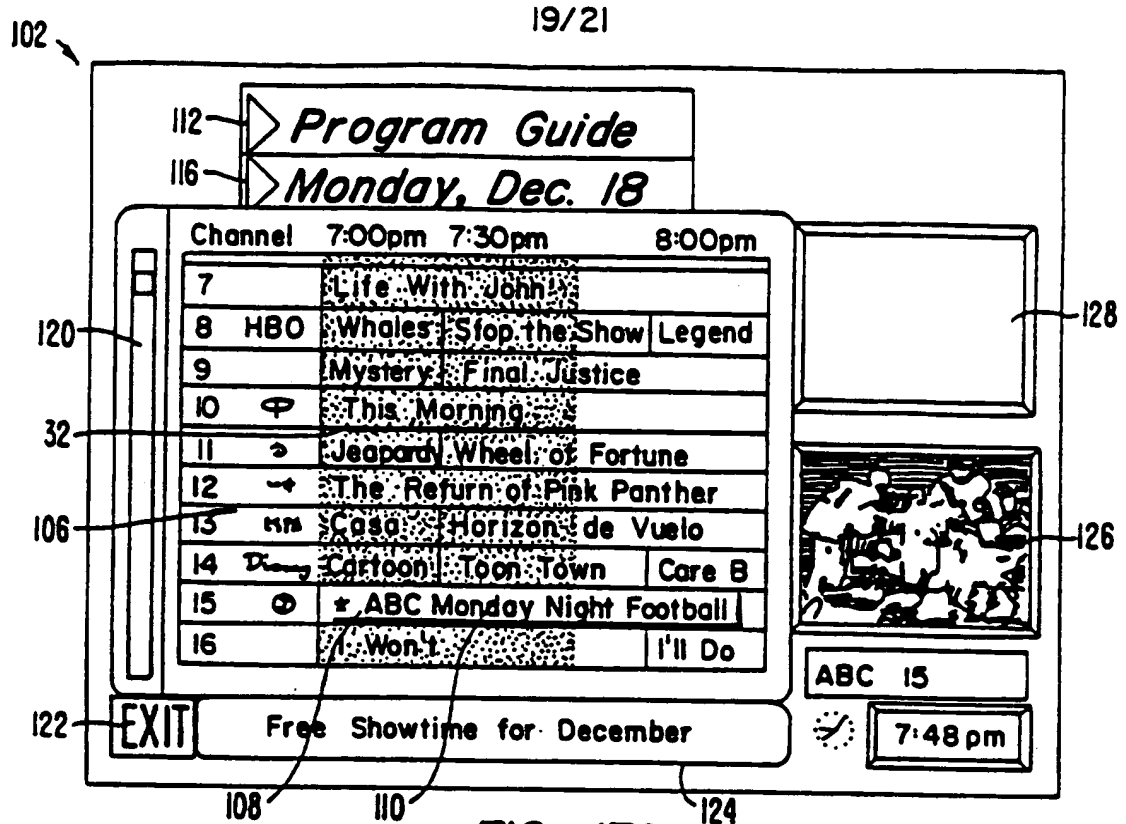 19/21
102
112
Program Guide
116
Monday, Dec. 18
Channel 7:00pm 7:30pm 8:00pm
7 Life With John
8 HBO Whales Stop the Show Legend
120
128
9 Mystery Final Justice
10 This Morning
32
11 Jeapardy Wheel of Fortune
12 The Return of Pink Panther
106
13 Casa Horizon de Vuelo
126
14 Disney Cartoon Toon Town Care B
15 * ABC Monday Night Football
16 I Won't I'll Do
ABC 15
122
EXIT Free Showtime for December
7:48 pm
108 110 124